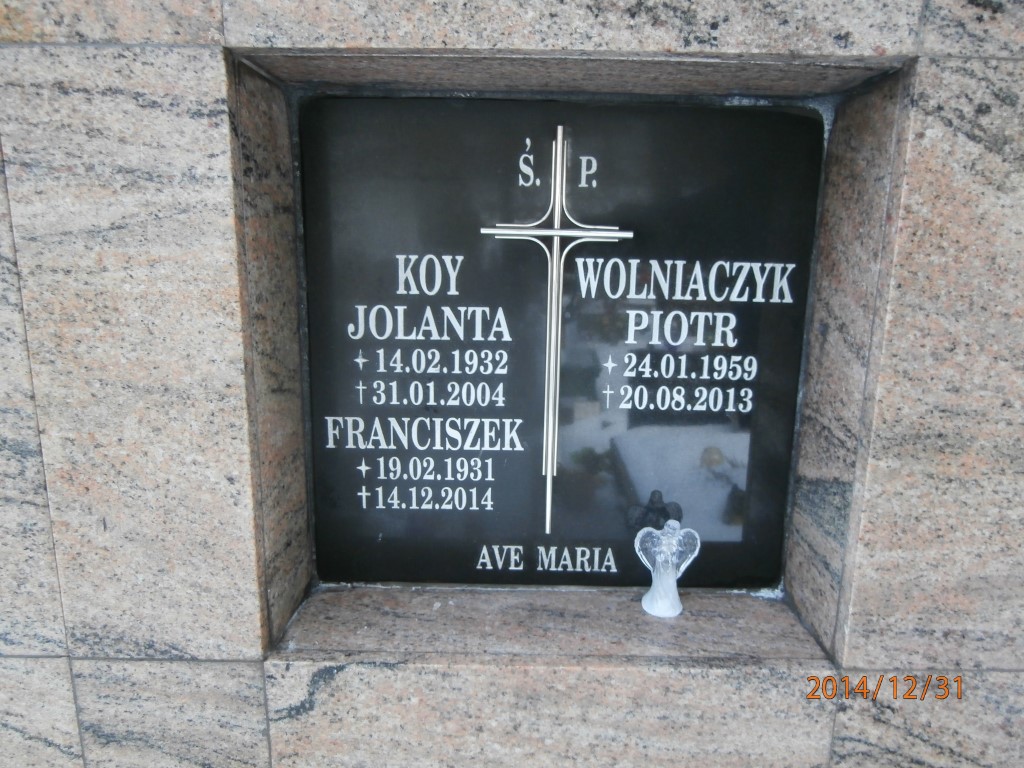 Ś. P.
KOY
JOLANTA
14.02.1932
†31.01.2004
FRANCISZEK
19.02.1931
†14.12.2014
WOLNIACZYK
PIOTR
24.01.1959
†20.08.2013
AVE MARIA
2014/12/31